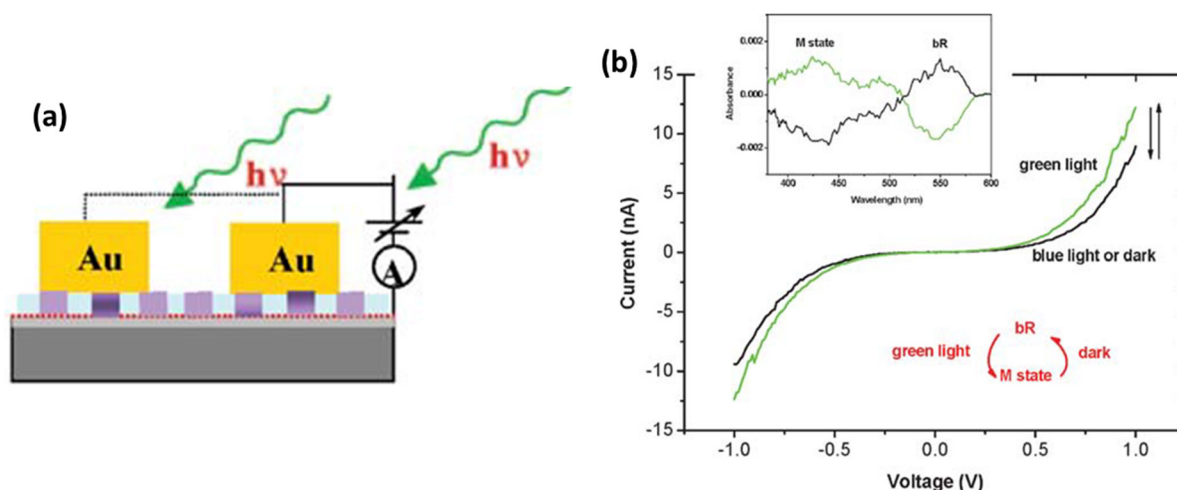 (a)
hν
hν
Au
Au
A
(b)
0.002
0.000
-0.002
Absorbance
M state
bR
400
450
500
550
600
Wavelength (nm)
15
10
5
0
-5
-10
-15
Current (nA)
green light
blue light or dark
bR
green light
dark
M state
-1.0
-0.5
0.0
0.5
1.0
Voltage (V)